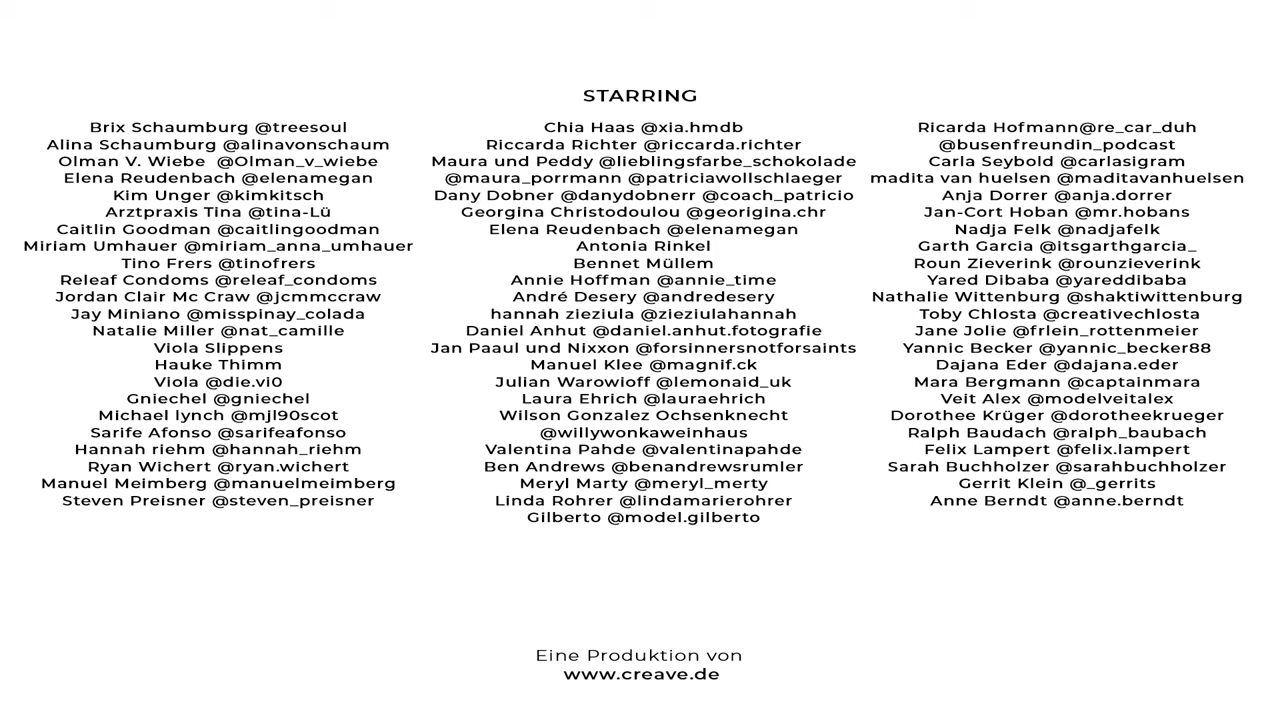 STARRING
Brix Schaumburg @treesoul
Alina Schaumburg @alinavonschaum
Olman V. Wiebe  @Olman_v_wiebe
Elena Reudenbach @elenamegan
Kim Unger @kimkitsch
Arztpraxis Tina @tina-Lü
Caitlin Goodman @caitlingoodman
Miriam Umhauer @miriam_anna_umhauer
Tino Frers @tinofrers
Releaf Condoms @releaf_condoms
Jordan Clair Mc Craw @jcmmccraw
Jay Miniano @misspinay_colada
Natalie Miller @nat_camille
Viola Slippens
Hauke Thimm
Viola @die.vi0
Gniechel @gniechel
Michael lynch @mjl90scot
Sarife Afonso @sarifeafonso
Hannah riehm @hannah_riehm
Ryan Wichert @ryan.wichert
Manuel Meimberg @manuelmeimberg
Steven Preisner @steven_preisner
Chia Haas @xia.hmdb
Riccarda Richter @riccarda.richter
Maura und Peddy @lieblingsfarbe_schokolade
@maura_porrmann @patriciawollschlaeger
Dany Dobner @danydobnerr @coach_patricio
Georgina Christodoulou @georigina.chr
Elena Reudenbach @elenamegan
Antonia Rinkel
Bennet Müllem
Annie Hoffman @annie_time
André Desery @andredesery
hannah zieziula @zieziulahannah
Daniel Anhut @daniel.anhut.fotografie
Jan Paaul und Nixxon @forsinnersnotforsaints
Manuel Klee @magnif.ck
Julian Warowioff @lemonaid_uk
Laura Ehrich @lauraehrich
Wilson Gonzalez Ochsenknecht
@willywonkaweinhaus
Valentina Pahde @valentinapahde
Ben Andrews @benandrewsrumler
Meryl Marty @meryl_merty
Linda Rohrer @lindamarierohrer
Gilberto @model.gilberto
Ricarda Hofmann@re_car_duh
@busenfreundin_podcast
Carla Seybold @carlasigram
madita van huelsen @maditavanhuelsen
Anja Dorrer @anja.dorrer
Jan-Cort Hoban @mr.hobans
Nadja Felk @nadjafelk
Garth Garcia @itsgarthgarcia_
Roun Zieverink @rounzieverink
Yared Dibaba @yareddibaba
Nathalie Wittenburg @shaktiwittenburg
Toby Chlosta @creativechlosta
Jane Jolie @frlein_rottenmeier
Yannic Becker @yannic_becker88
Dajana Eder @dajana.eder
Mara Bergmann @captainmara
Veit Alex @modelveitalex
Dorothee Krüger @dorotheekrueger
Ralph Baudach @ralph_baubach
Felix Lampert @felix.lampert
Sarah Buchholzer @sarahbuchholzer
Gerrit Klein @_gerrits
Anne Berndt @anne.berndt
Eine Produktion von
www.creave.de